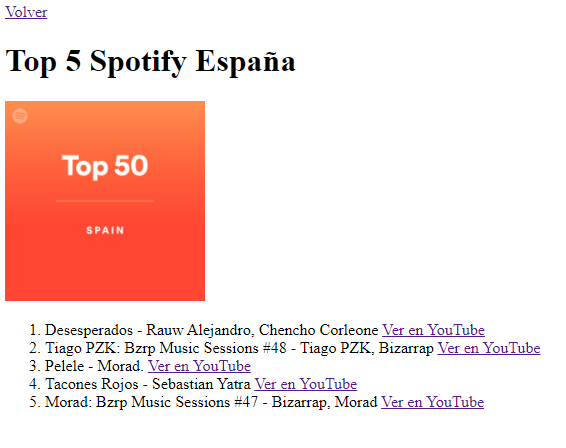 Volver
Top 5 Spotify España
Top 50
SPAIN
1. Desesperados - Rauw Alejandro, Chencho Corleone Ver en YouTube
2. Tiago PZK: Bzrp Music Sessions #48 - Tiago PZK, Bizarrap Ver en YouTube
3. Pelele - Morad. Ver en YouTube
4. Tacones Rojos - Sebastian Yatra Ver en YouTube
5. Morad: Bzrp Music Sessions #47 - Bizarrap, Morad Ver en YouTube